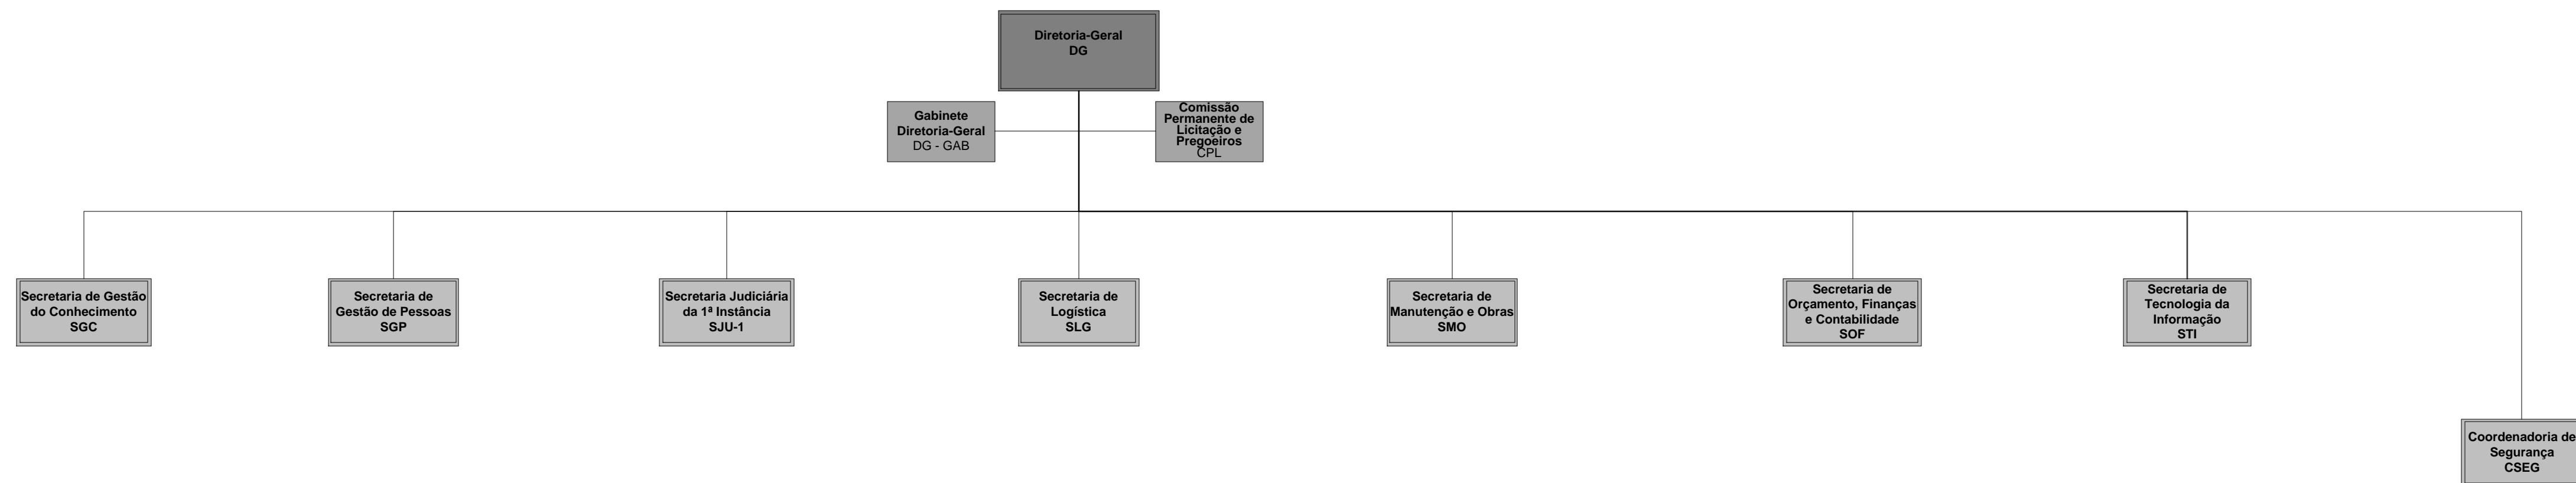 Diretoria-Geral
DG
Gabinete
Diretoria-Geral
DG - GAB
Comissão
Permanente de
Licitação e
Pregoeiros
CPL
Secretaria de Gestão
do Conhecimento
SGC
Secretaria de
Gestão de Pessoas
SGP
Secretaria Judiciária
da 1ª Instância
SJU-1
Secretaria de
Logística
SLG
Secretaria de
Manutenção e Obras
SMO
Secretaria de
Orçamento, Finanças
e Contabilidade
SOF
Secretaria de
Tecnologia da
Informação
STI
Coordenadoria de
Segurança
CSEG